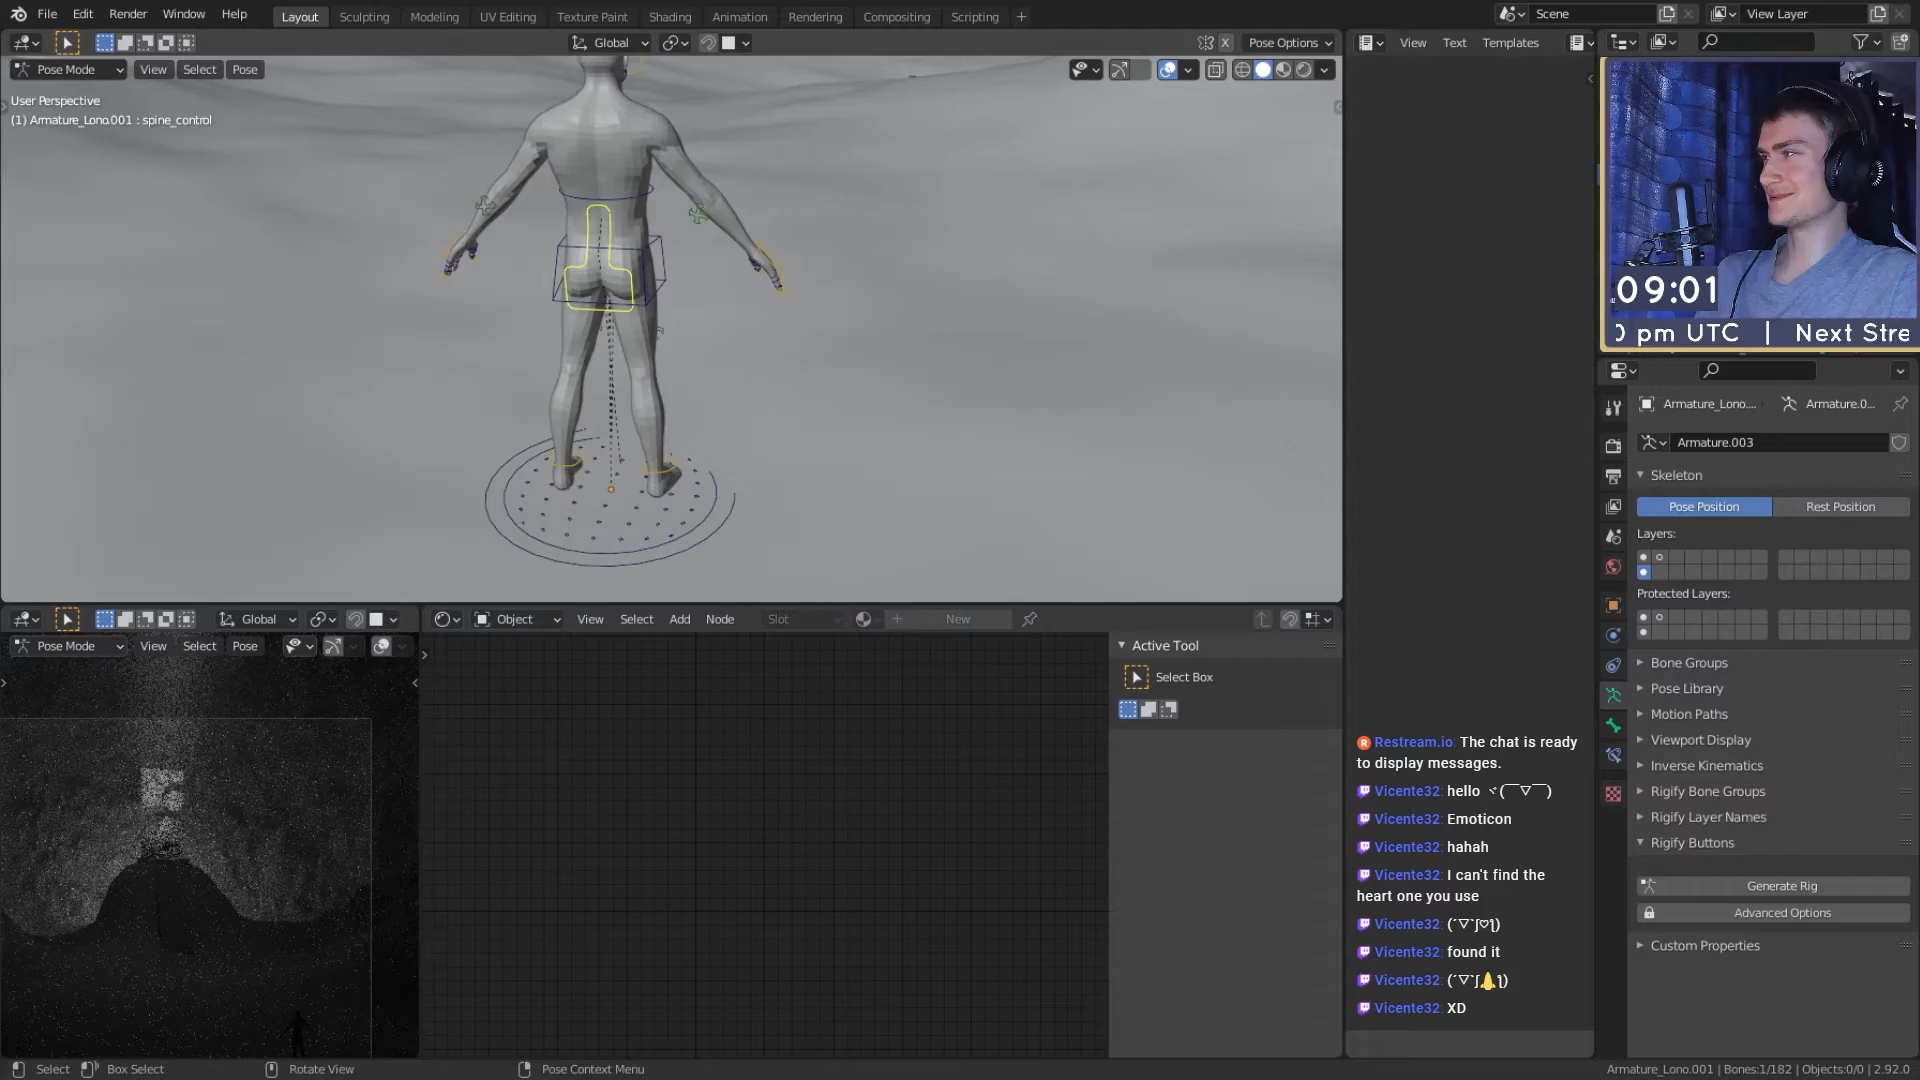 File Edit Render Window Help Layout Sculpting Modeling UV Editing Texture Paint Shading Animation Rendering Compositing Scripting + Scene View Layer
Global X Pose Options View Text Templates
Pose Mode View Select Pose
User Perspective
(1) Armature_Lono.001 : spine_control
09:01
0 pm UTC | Next Stre
Armature_Lono.... Armature.0...
Armature.003
Skeleton
Pose Position Rest Position
Layers:
Protected Layers:
Bone Groups
Pose Library
Motion Paths
Viewport Display
Inverse Kinematics
Rigify Bone Groups
Rigify Layer Names
Rigify Buttons
Generate Rig
Advanced Options
Custom Properties
Global Object View Select Add Node Slot New
Pose Mode View Select Pose
Active Tool
Select Box
Restream.io: The chat is ready
to display messages.
Vicente32: hello ヾ(￣▽￣)
Vicente32: Emoticon
Vicente32: hahah
Vicente32: I can't find the
heart one you use
Vicente32: (´▽`ʃ♡ƪ)
Vicente32: found it
Vicente32: (´▽`ʃ👃ƪ)
Vicente32: XD
Select Box Select Rotate View Pose Context Menu Armature_Lono.001 | Bones:1/182 | Objects:0/0 | 2.92.0